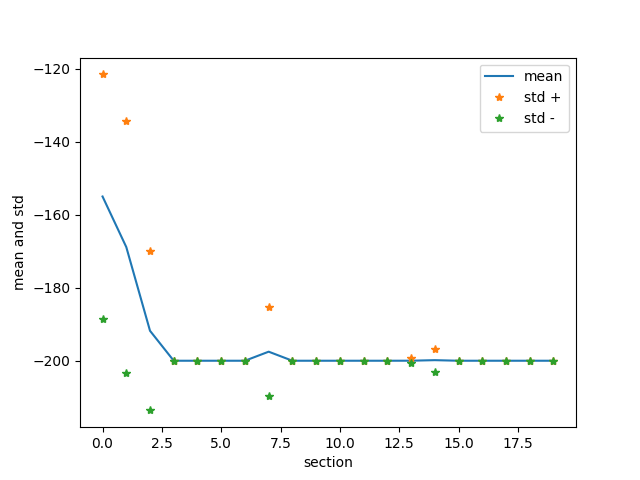 −120
−140
−160
−180
−200
mean and std
0.0
2.5
5.0
7.5
10.0
12.5
15.0
17.5
section
mean
std +
std -